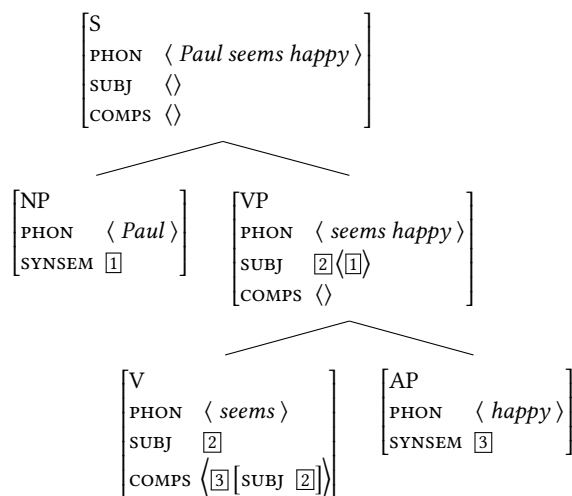 S
PHON ⟨ Paul seems happy ⟩
SUBJ ⟨⟩
COMPS ⟨⟩
NP
PHON ⟨ Paul ⟩
SYNSEM 1
VP
PHON ⟨ seems happy ⟩
SUBJ 2⟨1⟩
COMPS ⟨⟩
V
PHON ⟨ seems ⟩
SUBJ 2
COMPS ⟨3[SUBJ 2]⟩
AP
PHON ⟨ happy ⟩
SYNSEM 3